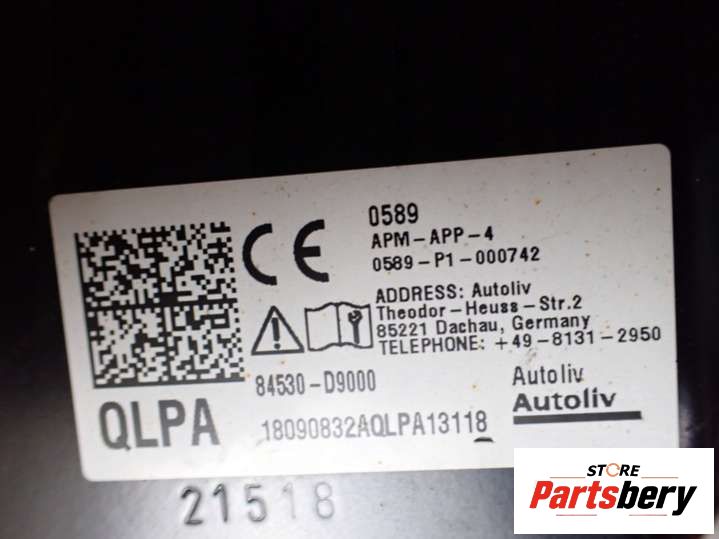 0589
APM-APP-4
0589-P1-000742
ADDRESS: Autoliv
Theodor-Heuss-Str.2
85221 Dachau, Germany
TELEPHONE: +49-8131-2950
84530-D9000
Autoliv
QLPA
18090832AQLPA13118
Autoliv
21518
STORE
Partsbery